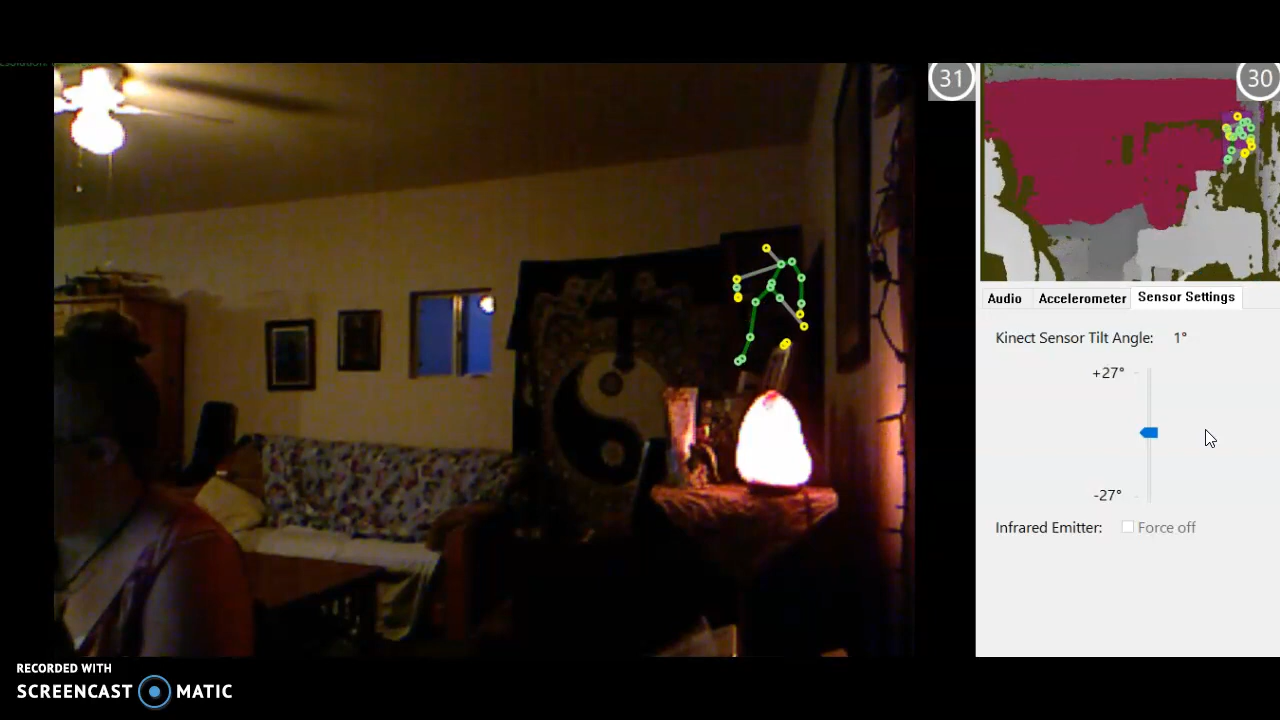 31
30
Audio
Accelerometer
Sensor Settings
Kinect Sensor Tilt Angle: 1°
+27°
-27°
Infrared Emitter:
Force off
RECORDED WITH
SCREENCAST MATIC